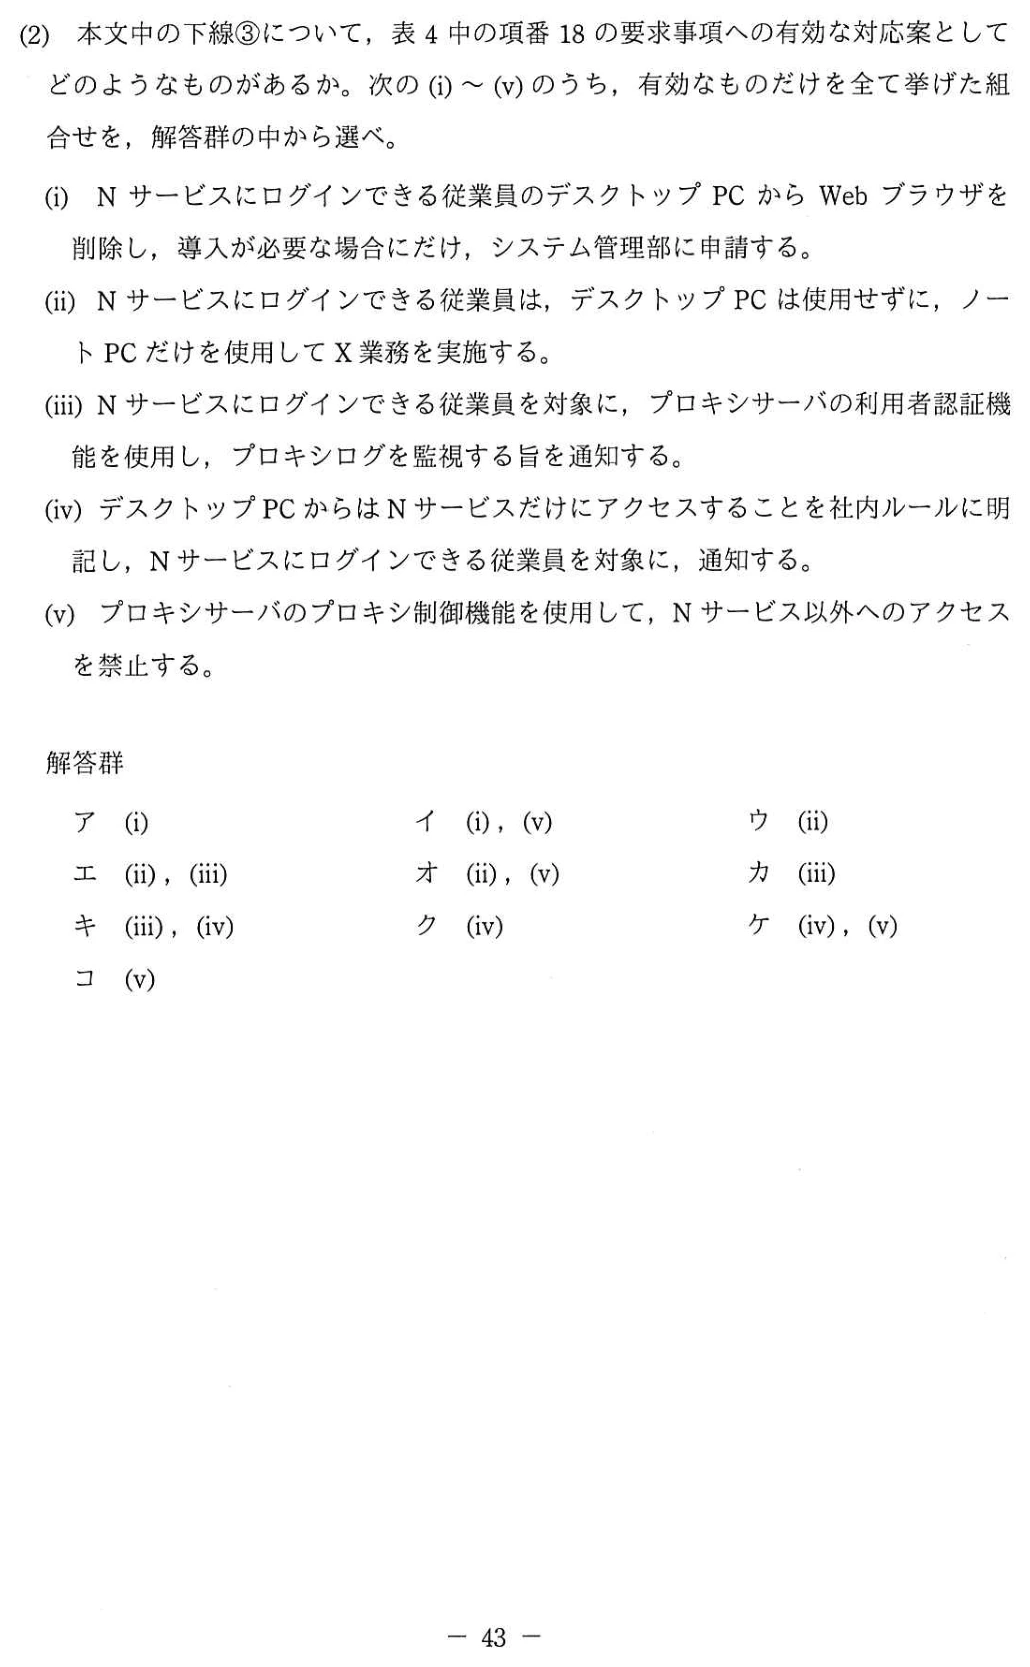 (2) 本文中の下線③について，表 4 中の項番 18 の要求事項への有効な対応案として
どのようなものがあるか。次の (i) ～ (v) のうち，有効なものだけを全て挙げた組
合せを，解答群の中から選べ。
(i) N サービスにログインできる従業員のデスクトップ PC から Web ブラウザを
削除し，導入が必要な場合にだけ，システム管理部に申請する。
(ii) N サービスにログインできる従業員は，デスクトップ PC は使用せずに，ノー
ト PC だけを使用して X 業務を実施する。
(iii) N サービスにログインできる従業員を対象に，プロキシサーバの利用者認証機
能を使用し，プロキシログを監視する旨を通知する。
(iv) デスクトップ PC からは N サービスだけにアクセスすることを社内ルールに明
記し，N サービスにログインできる従業員を対象に，通知する。
(v) プロキシサーバのプロキシ制御機能を使用して，N サービス以外へのアクセス
を禁止する。
解答群
ア (i) イ (i)，(v) ウ (ii)
エ (ii)，(iii) オ (ii)，(v) カ (iii)
キ (iii)，(iv) ク (iv) ケ (iv)，(v)
コ (v)
－ 43 －